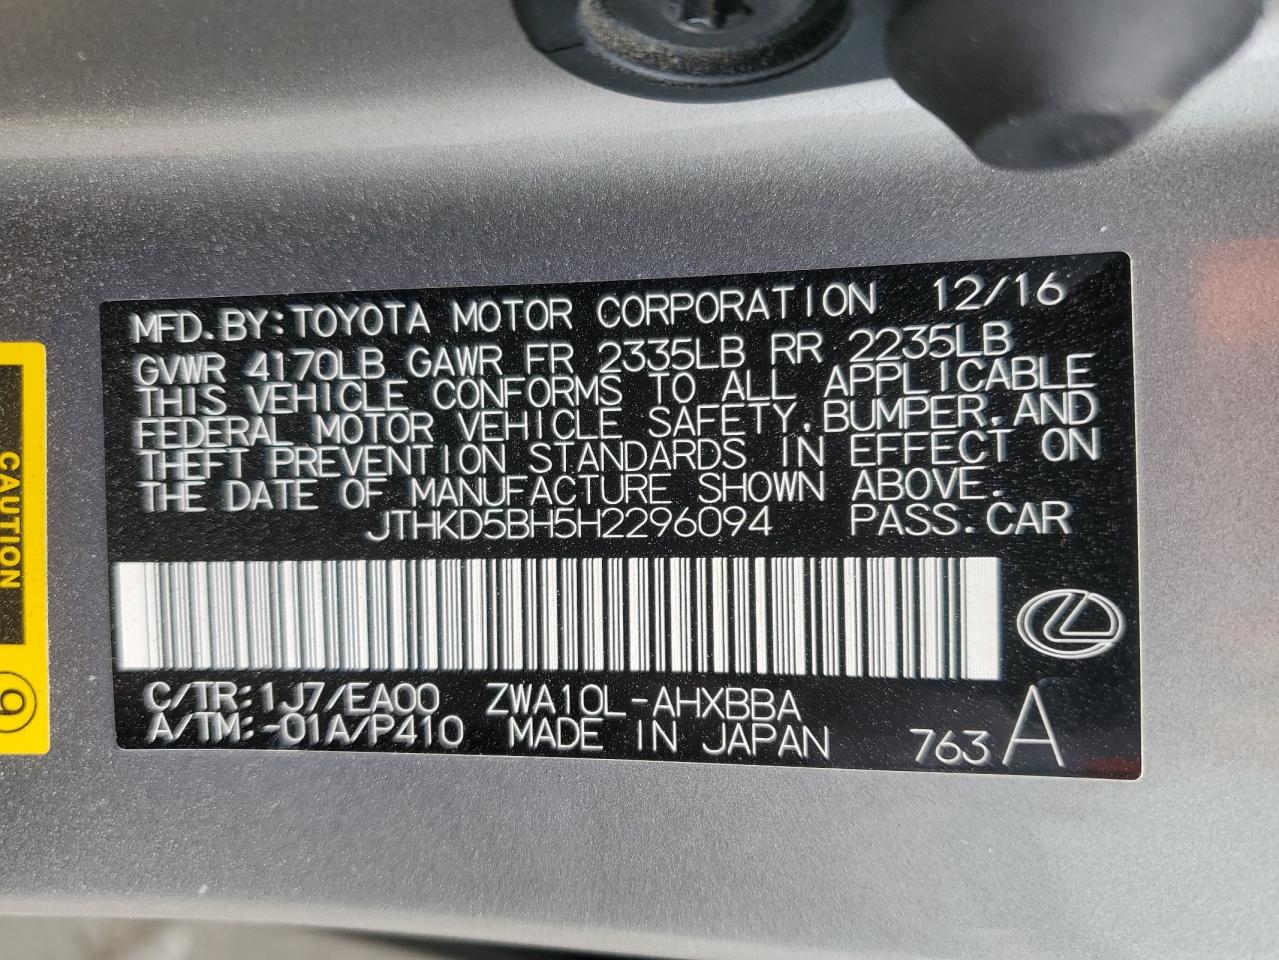 MFD.BY:TOYOTA MOTOR CORPORATION 12/16
GVWR 4170LB GAWR FR 2335LB RR 2235LB
THIS VEHICLE CONFORMS TO ALL APPLICABLE
FEDERAL MOTOR VEHICLE SAFETY,BUMPER,AND
THEFT PREVENTION STANDARDS IN EFFECT ON
THE DATE OF MANUFACTURE SHOWN ABOVE.
JTHKD5BH5H2296094 PASS.CAR
C/TR:1J7/EA00 ZWA10L-AHXBBA
A/TM:-01A/P410 MADE IN JAPAN 763 A
CAUTION
9